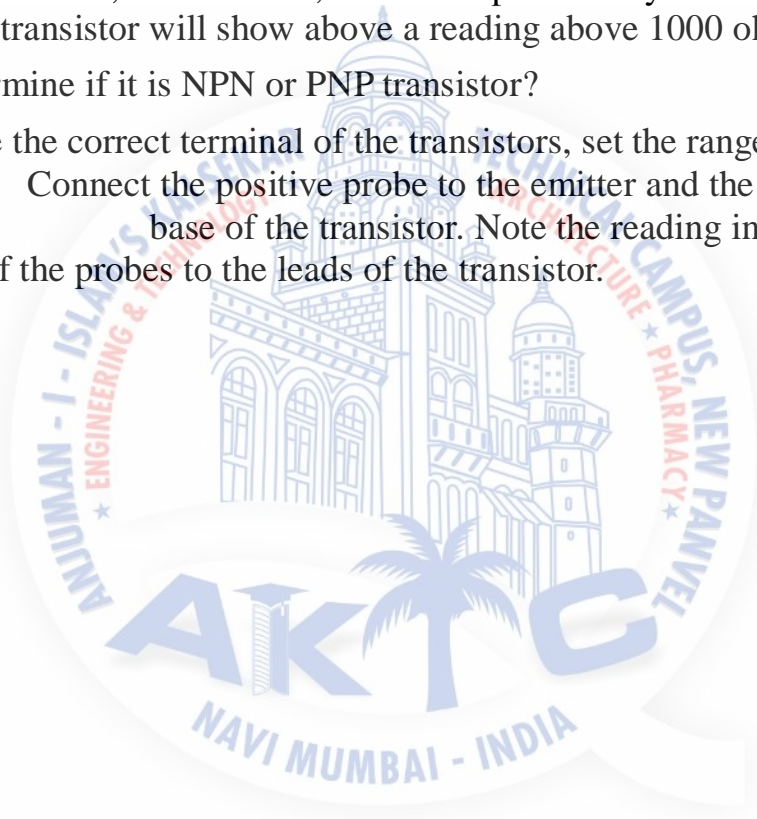 transistor will show above a reading above 1000 o
rmine if it is NPN or PNP transistor?
the correct terminal of the transistors, set the range
Connect the positive probe to the emitter and the
base of the transistor. Note the reading in
f the probes to the leads of the transistor.
ANJUMAN - I - ISLAM'S KALSEKAR TECHNICAL CAMPUS, NEW PANVEL
ENGINEERING & TECHNOLOGY ★ ARCHITECTURE ★ PHARMACY ★
AKTC
NAVI MUMBAI - INDIA